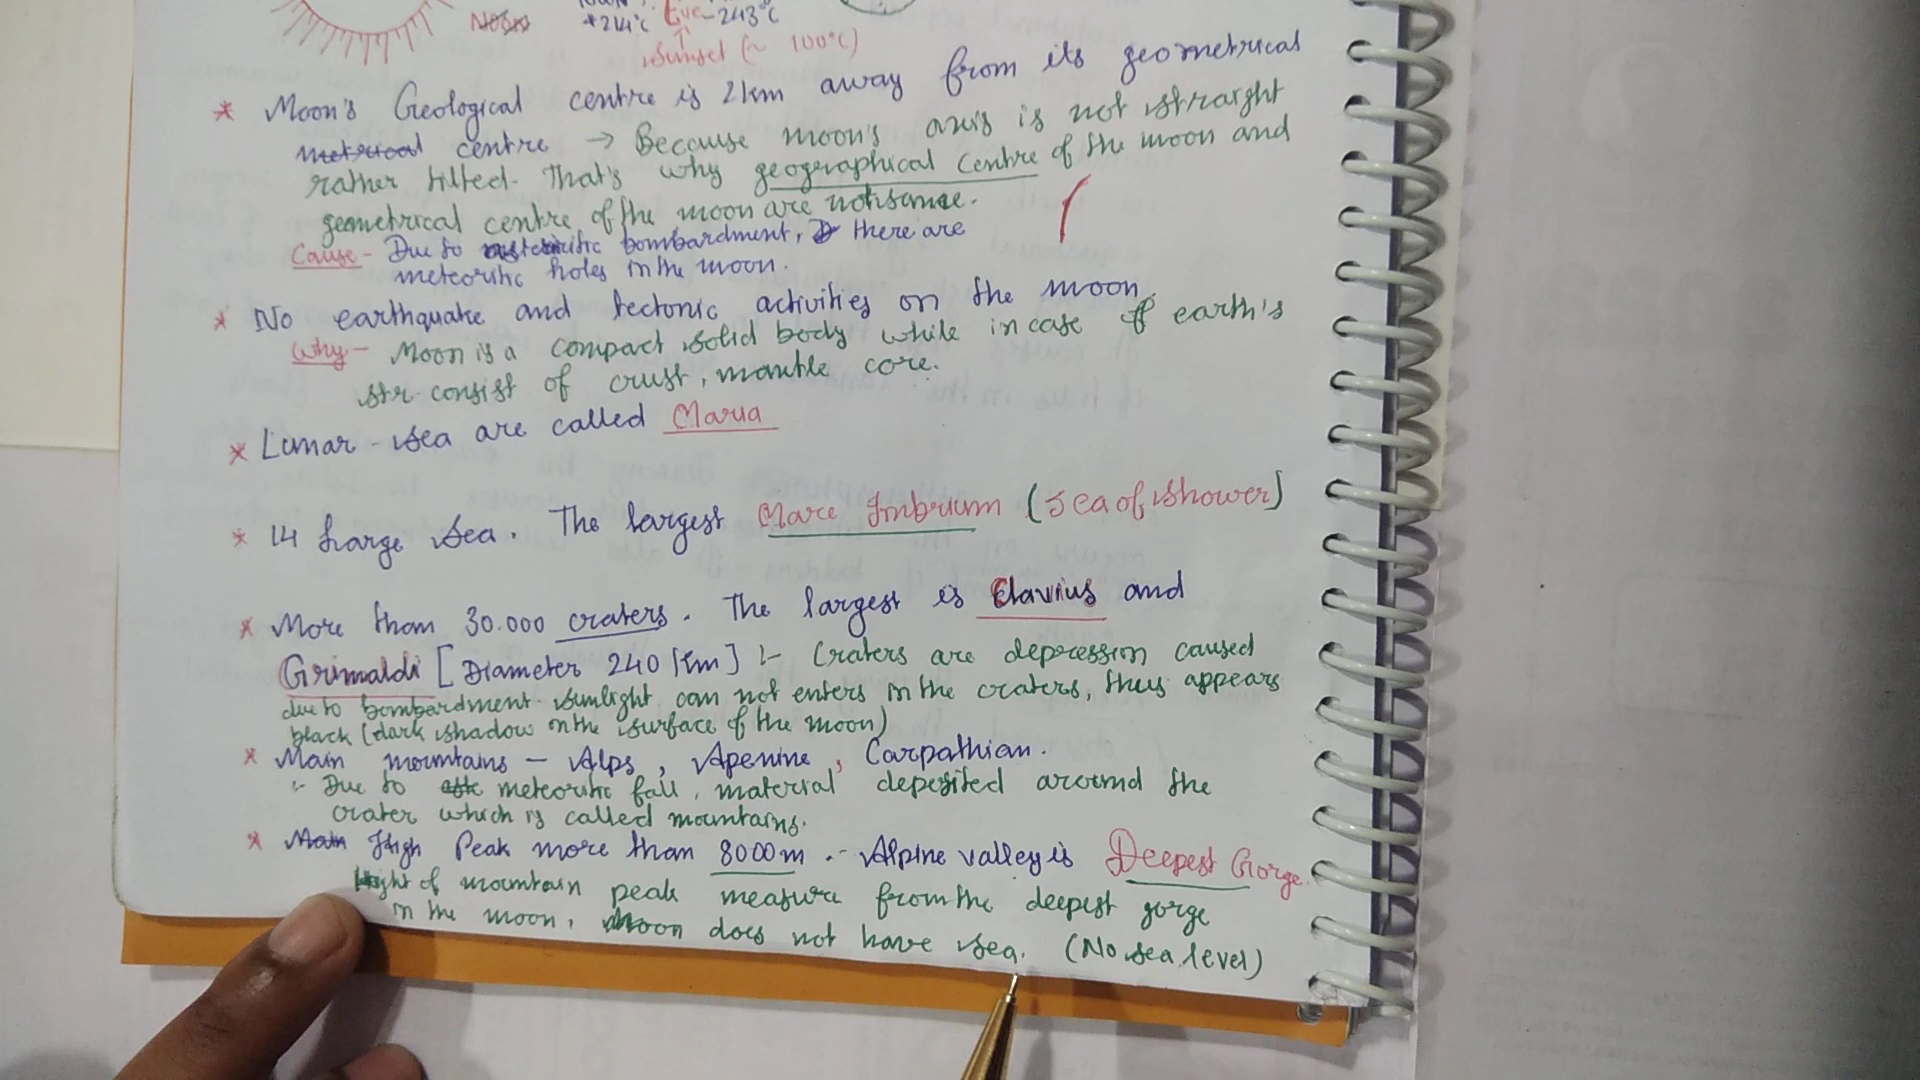 Noon +214°C Eve -243°C
Sunset (~ 100°C)
* Moon's Geological centre is 2km away from its geometrical
centre → Because moon's axis is not straight
rather tilted. That's why geographical centre of the moon and
geometrical centre of the moon are not same.
Cause - Due to bombardment, there are
meteoritic holes in the moon.
* No earthquake and tectonic activities on the moon.
Why - Moon is a compact solid body while in case of earth's
str. consist of crust, mantle core.
* Lunar - sea are called Maria
* 14 large sea. The largest Mare Imbrium (Sea of shower)
* More than 30.000 craters. The largest is Clavius and
Grimaldi [Diameter 240 Km] :- Craters are depression caused
due to bombardment. sunlight can not enters in the craters, thus appears
black (dark shadow on the surface of the moon)
* Main mountains - Alps, Apenine, Carpathian.
:- Due to meteoritic fall, material deposited around the
crater which is called mountains.
* High Peak more than 8000m. - Alpine valley is Deepest Gorge.
Hight of mountain peak measure from the deepest gorge
in the moon, Moon does not have sea. (No sea level)